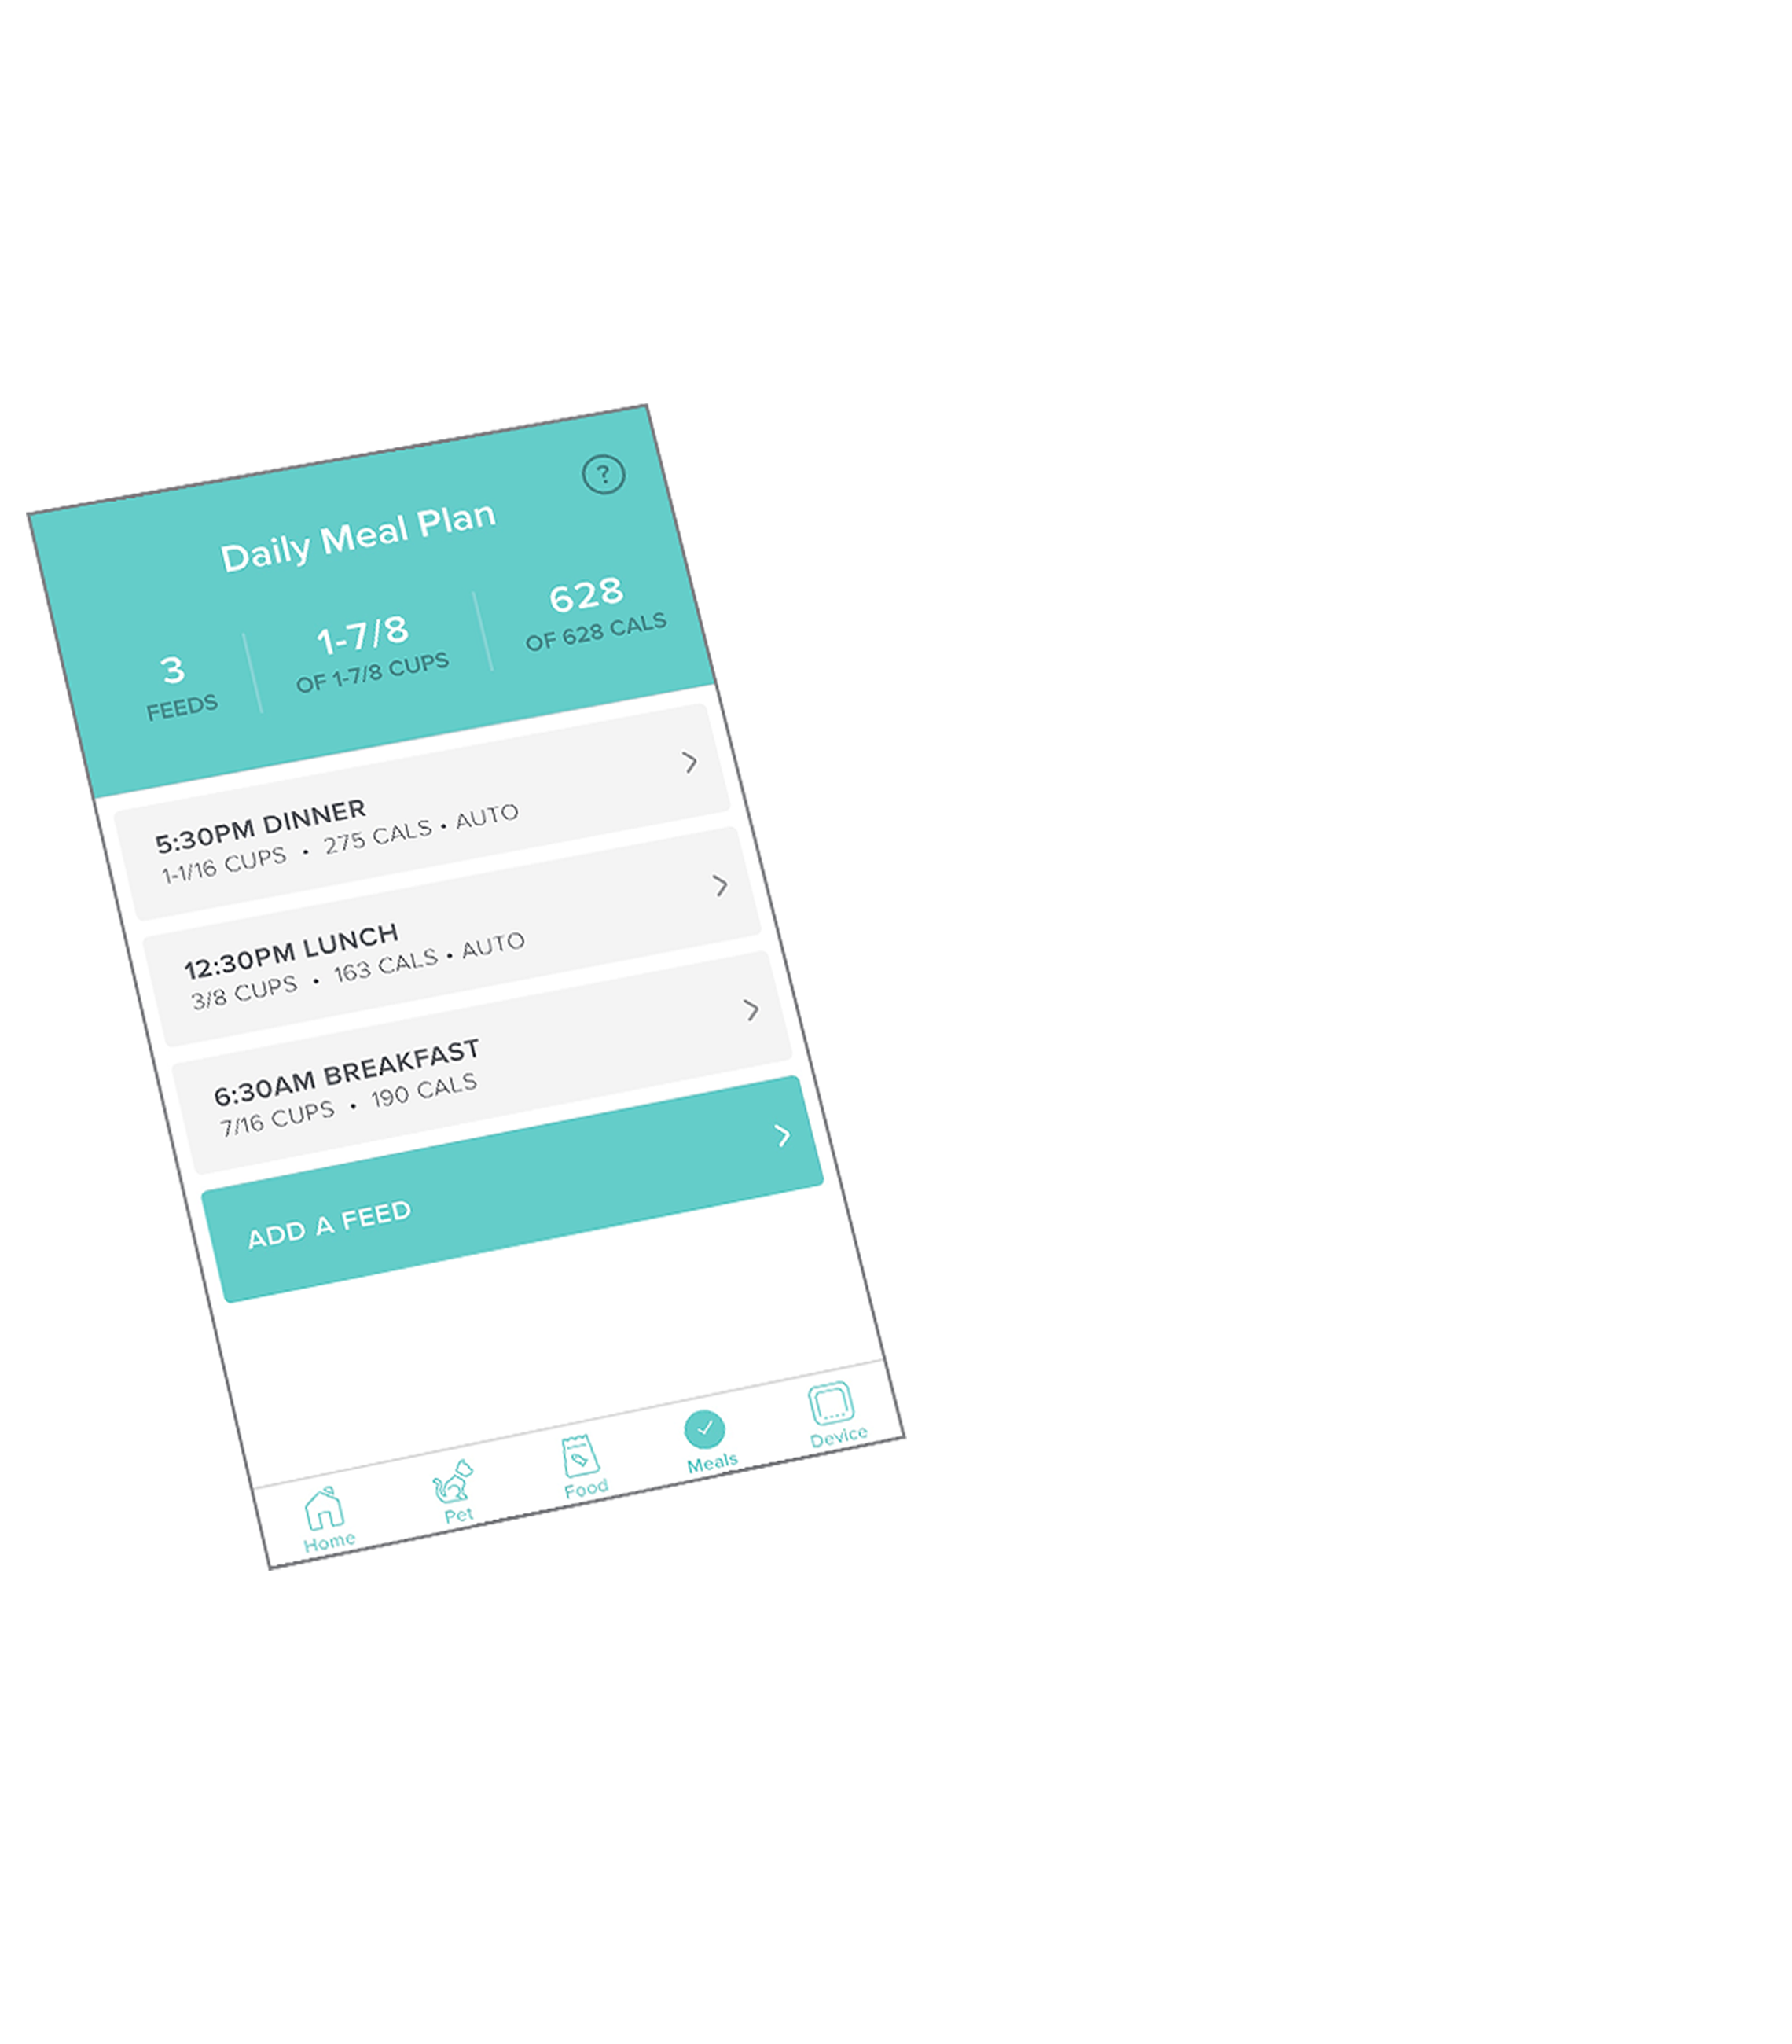 ?
Daily Meal Plan
3
FEEDS
1-7/8
OF 1-7/8 CUPS
628
OF 628 CALS
5:30PM DINNER
1-1/16 CUPS • 275 CALS • AUTO
12:30PM LUNCH
3/8 CUPS • 163 CALS • AUTO
6:30AM BREAKFAST
7/16 CUPS • 190 CALS
ADD A FEED
Home
Pet
Food
Meals
Device